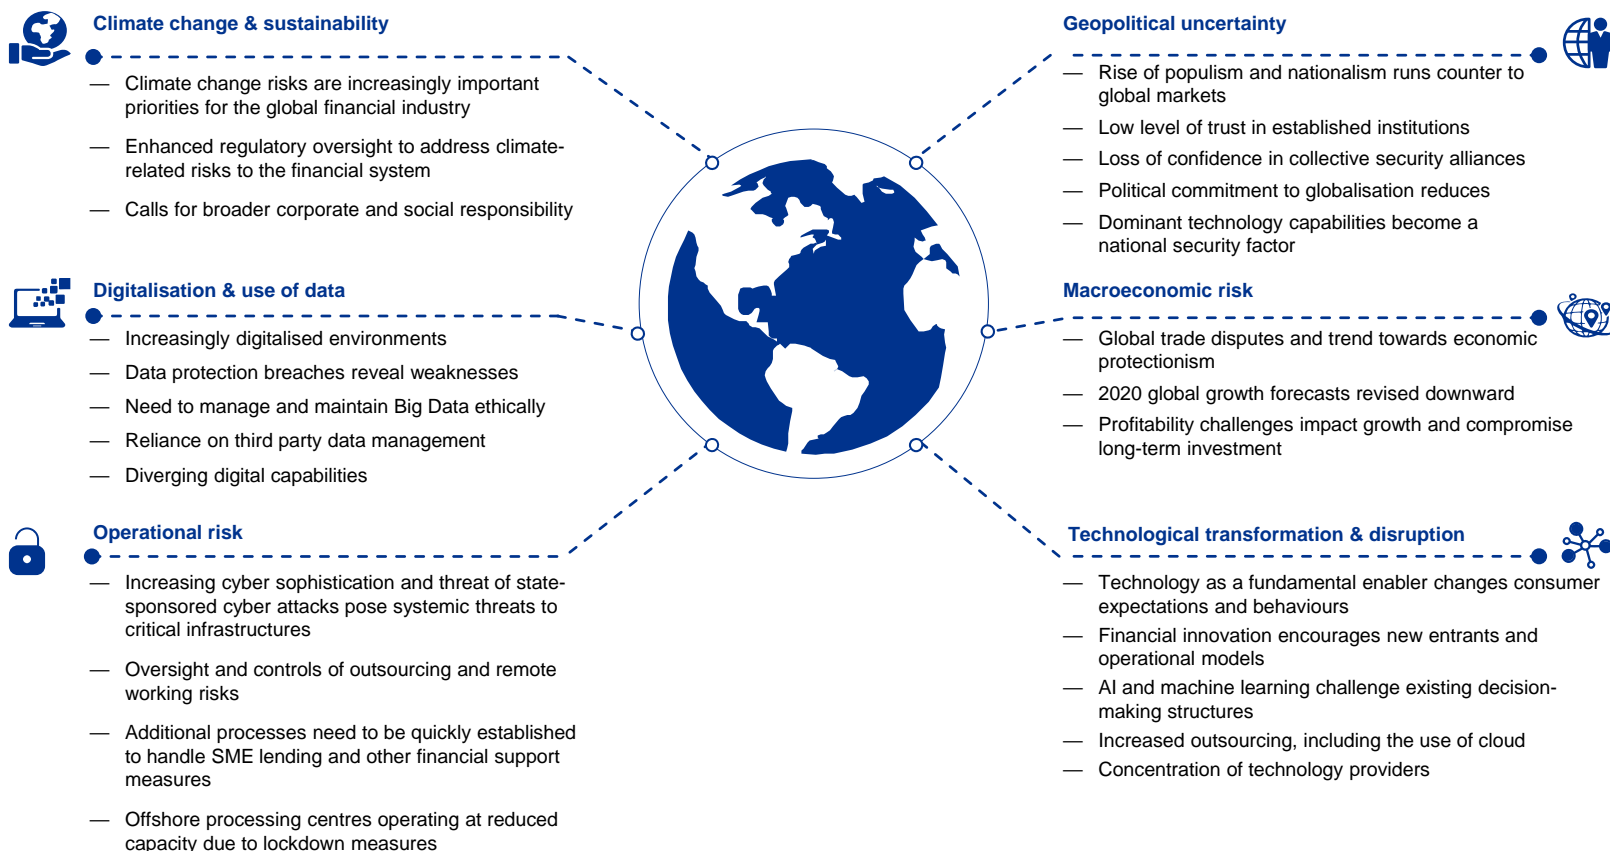 Climate change & sustainability
— Climate change risks are increasingly important
priorities for the global financial industry
— Enhanced regulatory oversight to address climate-
related risks to the financial system
— Calls for broader corporate and social responsibility
Digitalisation & use of data
— Increasingly digitalised environments
— Data protection breaches reveal weaknesses
— Need to manage and maintain Big Data ethically
— Reliance on third party data management
— Diverging digital capabilities
Operational risk
— Increasing cyber sophistication and threat of state-
sponsored cyber attacks pose systemic threats to
critical infrastructures
— Oversight and controls of outsourcing and remote
working risks
— Additional processes need to be quickly established
to handle SME lending and other financial support
measures
— Offshore processing centres operating at reduced
capacity due to lockdown measures
Geopolitical uncertainty
— Rise of populism and nationalism runs counter to
global markets
— Low level of trust in established institutions
— Loss of confidence in collective security alliances
— Political commitment to globalisation reduces
— Dominant technology capabilities become a
national security factor
Macroeconomic risk
— Global trade disputes and trend towards economic
protectionism
— 2020 global growth forecasts revised downward
— Profitability challenges impact growth and compromise
long-term investment
Technological transformation & disruption
— Technology as a fundamental enabler changes consumer
expectations and behaviours
— Financial innovation encourages new entrants and
operational models
— AI and machine learning challenge existing decision-
making structures
— Increased outsourcing, including the use of cloud
— Concentration of technology providers